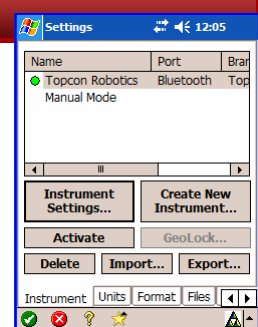 Settings 12:05
Name Port Bran
Topcon Robotics Bluetooth Top
Manual Mode
Instrument Settings... Create New Instrument...
Activate GeoLock...
Delete Import... Export...
Instrument Units Format Files